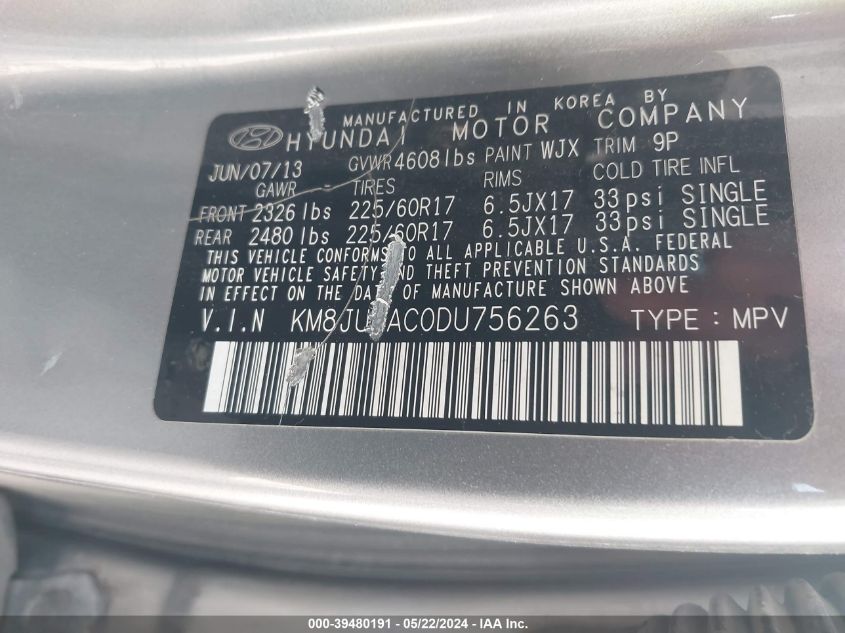 MANUFACTURED IN KOREA BY
HYUNDAI MOTOR COMPANY
JUN/07/13 GVWR 4608lbs PAINT WJX TRIM 9P
GAWR TIRES RIMS COLD TIRE INFL
FRONT 2326 lbs 225/60R17 6.5JX17 33psi SINGLE
REAR 2480 lbs 225/60R17 6.5JX17 33psi SINGLE
THIS VEHICLE CONFORMS TO ALL APPLICABLE U.S.A. FEDERAL
MOTOR VEHICLE SAFETY AND THEFT PREVENTION STANDARDS
IN EFFECT ON THE DATE OF MANUFACTURE SHOWN ABOVE
V.I.N TYPE : MPV
000-39480191 - 05/22/2024 - IAA Inc.